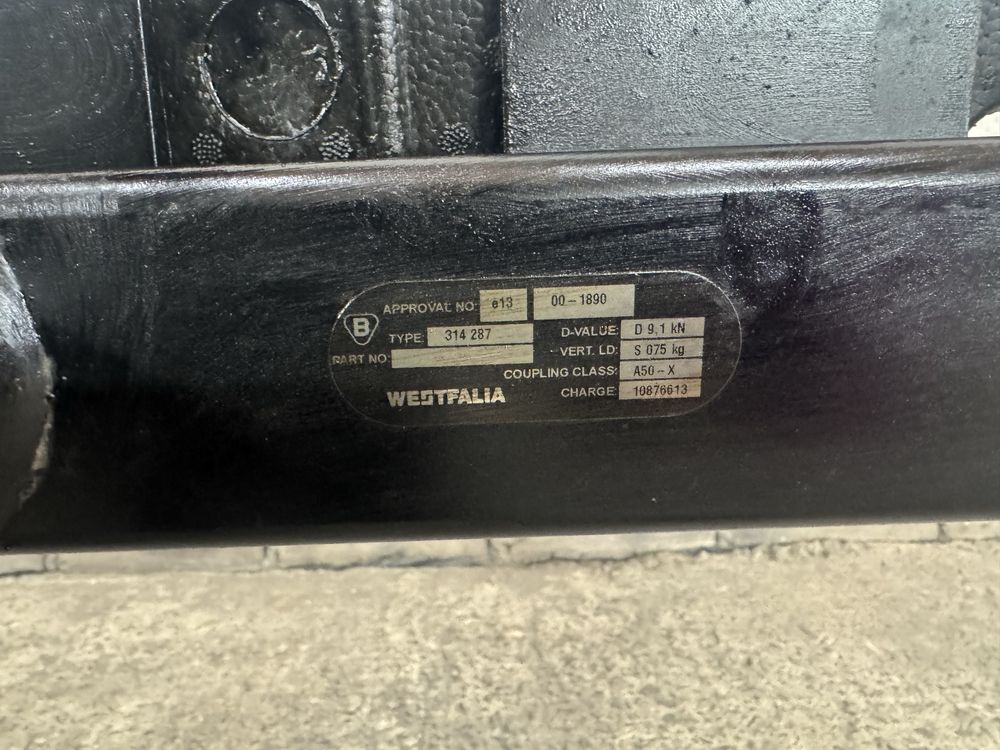 APPROVAL NO: e13 00-1890
B
TYPE: 314 287
PART NO:
D-VALUE: D 9,1 kN
VERT. LD: S 075 kg
COUPLING CLASS: A50-X
WESTFALIA
CHARGE: 10876613